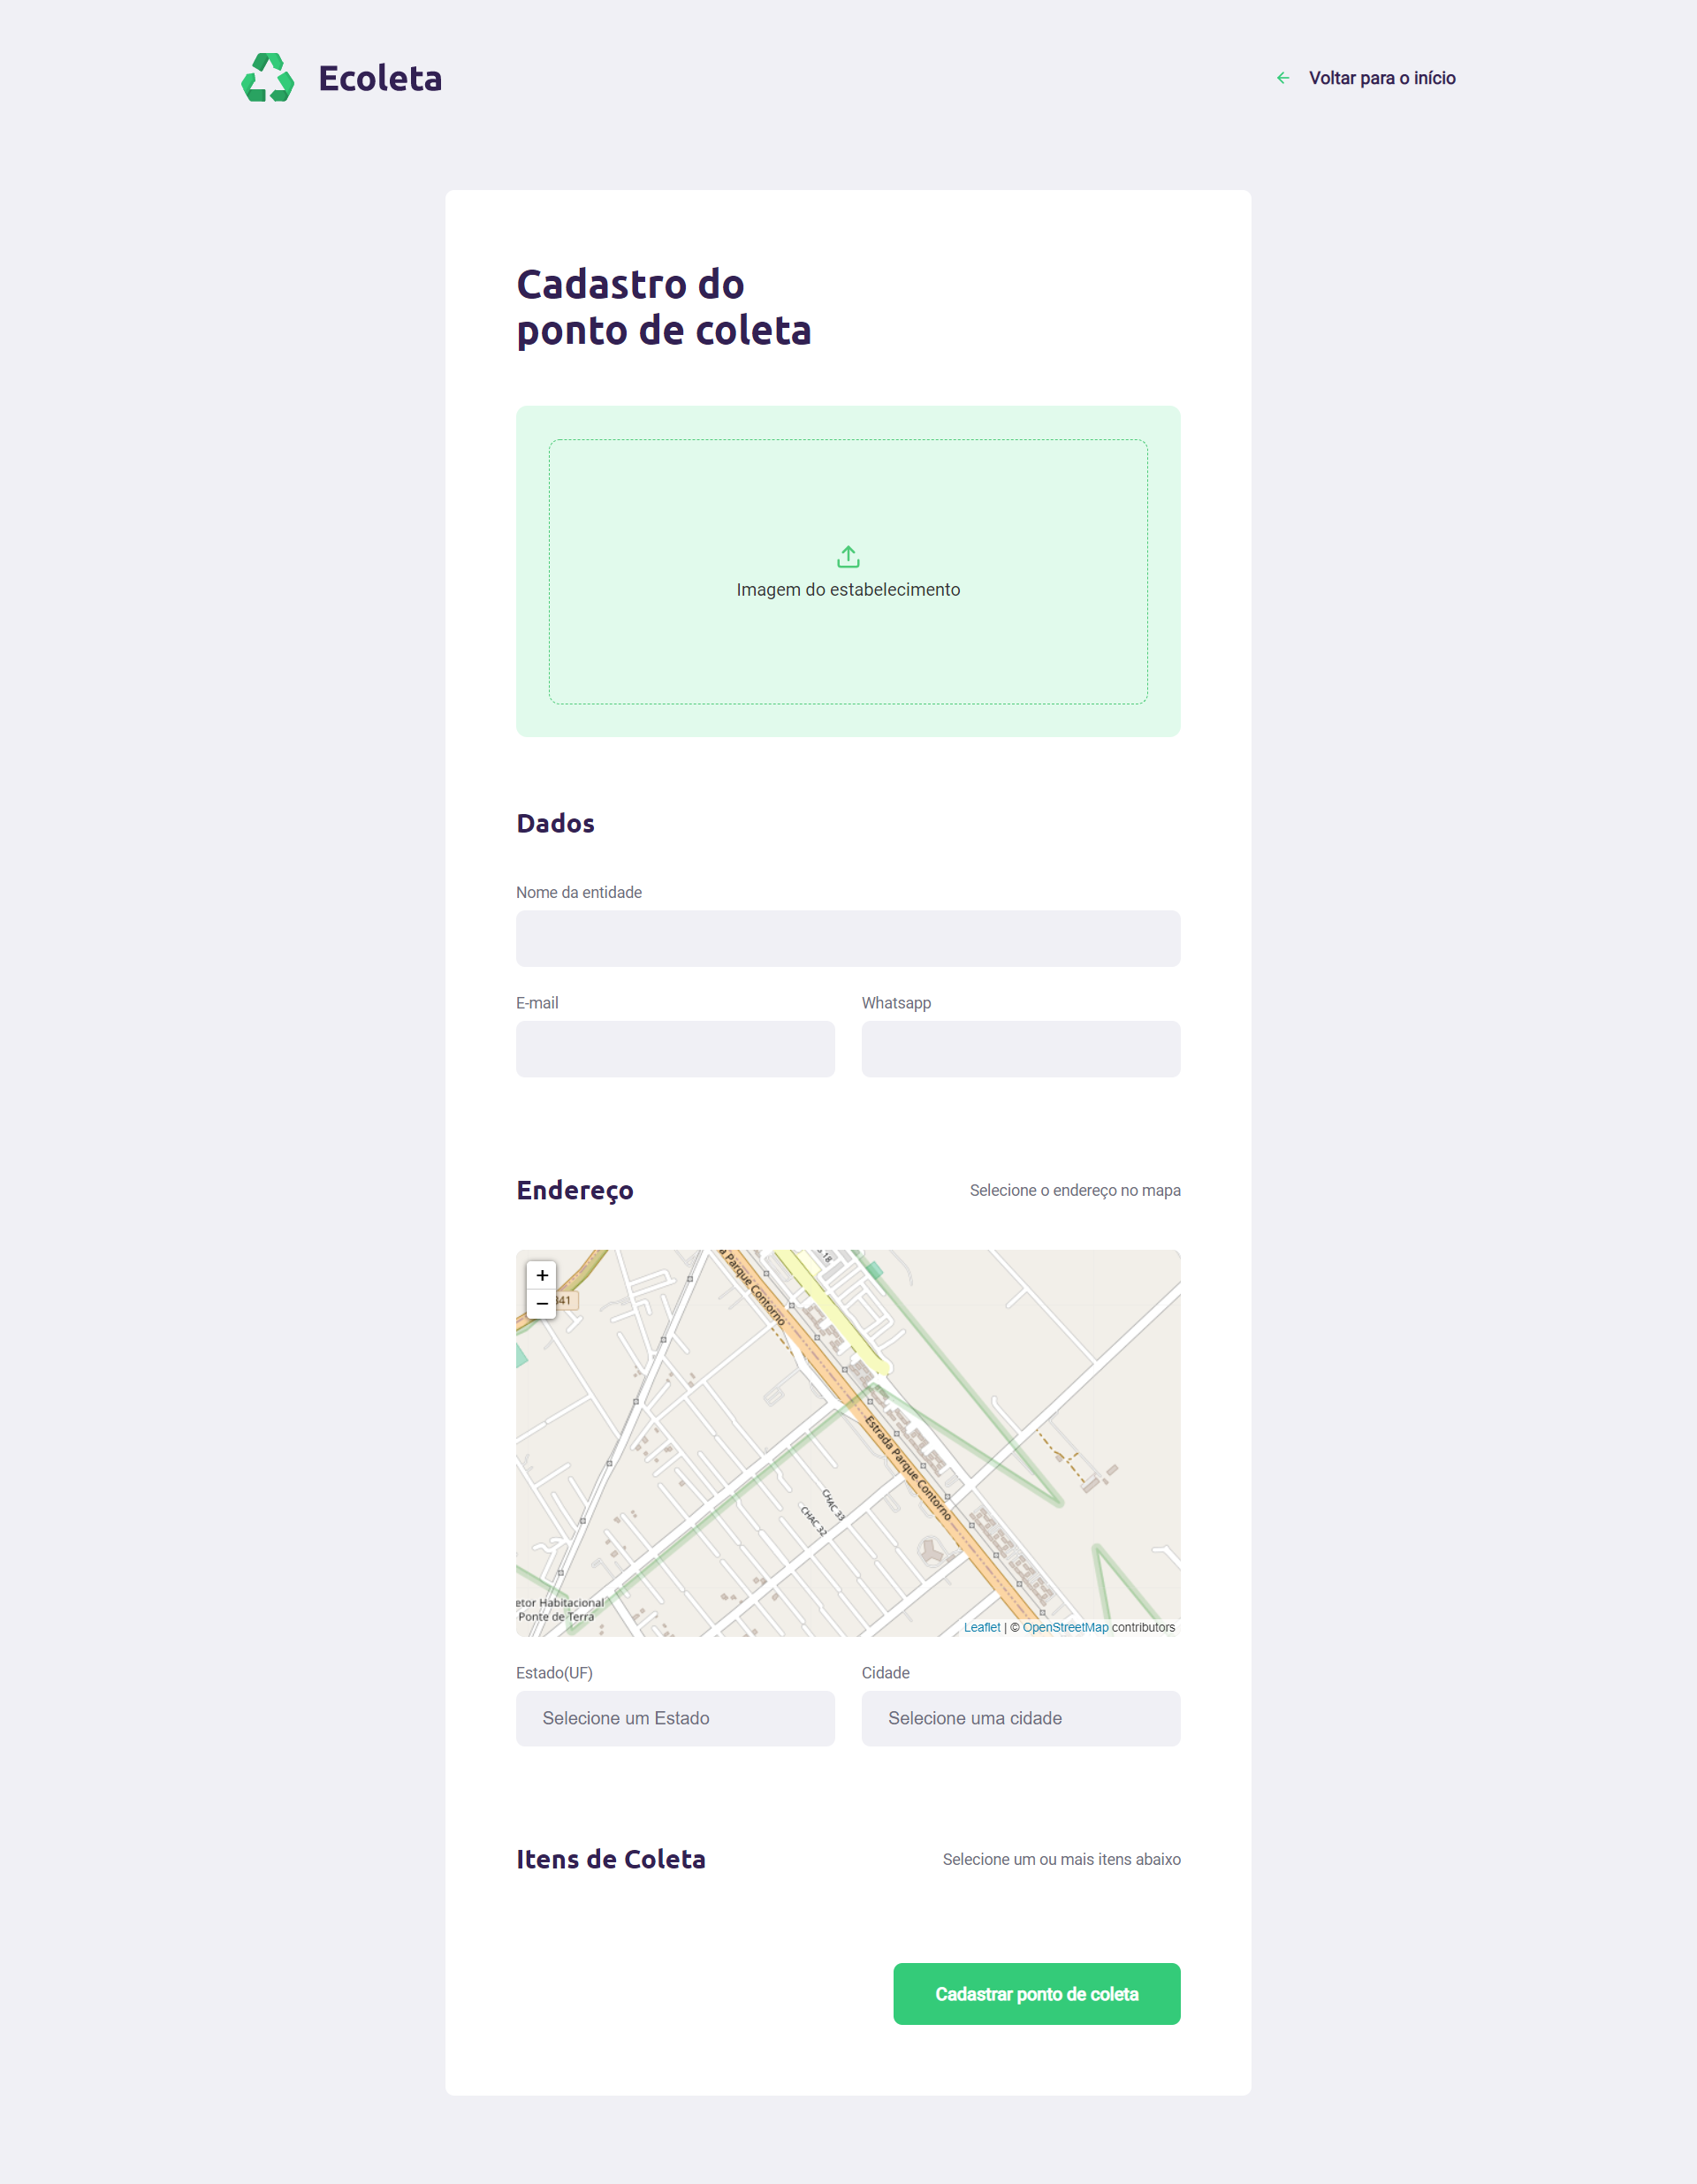 Ecoleta
Voltar para o início
Cadastro do
ponto de coleta
Imagem do estabelecimento
Dados
Nome da entidade
E-mail
Whatsapp
Endereço
Selecione o endereço no mapa
+
−
341
a Parque Contorno
S-18
Estrada Parque Contorno
CHAC 33
CHAC 32
etor Habitacional
Ponte de Terra
Leaflet | © OpenStreetMap contributors
Estado(UF)
Cidade
Selecione um Estado
Selecione uma cidade
Itens de Coleta
Selecione um ou mais itens abaixo
Cadastrar ponto de coleta